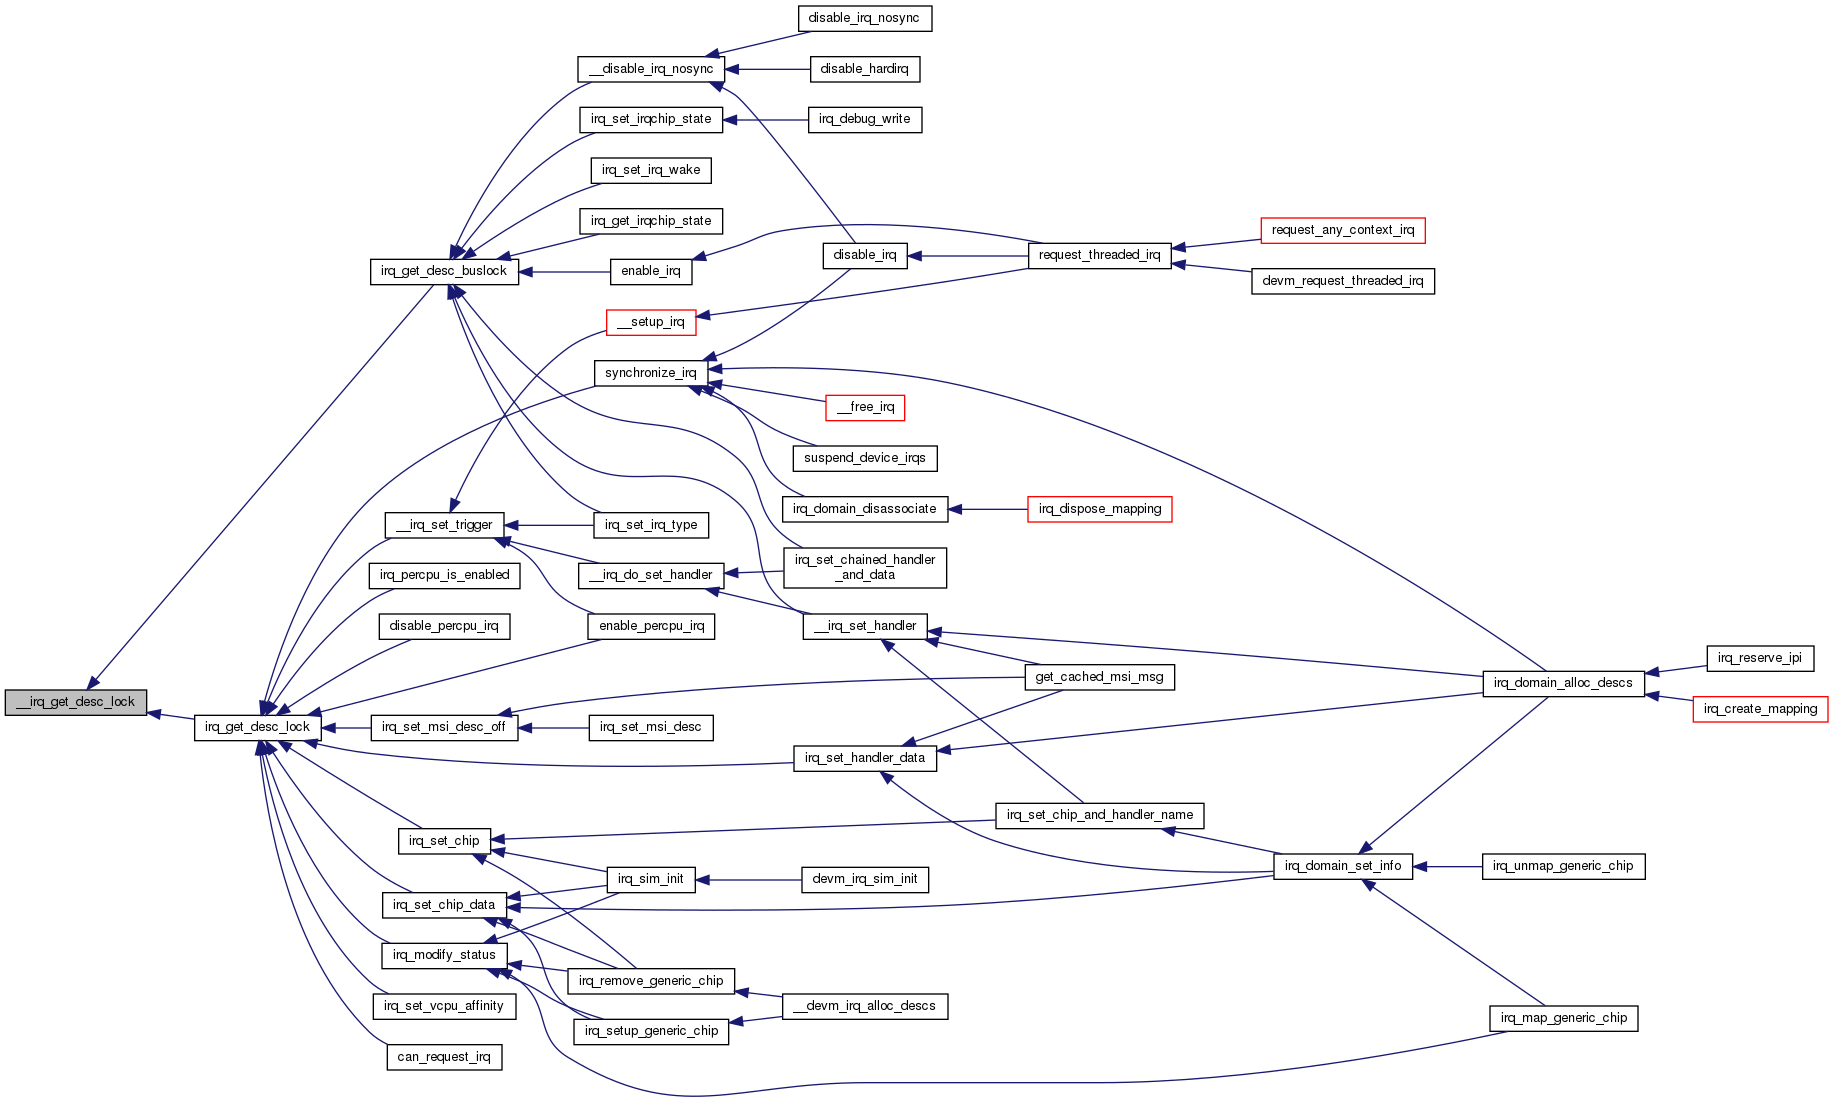 disable_irq_nosync
__disable_irq_nosync
disable_hardirq
irq_set_irqchip_state
irq_debug_write
irq_set_irq_wake
irq_get_irqchip_state
request_any_context_irq
disable_irq
request_threaded_irq
irq_get_desc_buslock
enable_irq
devm_request_threaded_irq
__setup_irq
synchronize_irq
__free_irq
suspend_device_irqs
irq_domain_disassociate
irq_dispose_mapping
__irq_set_trigger
irq_set_irq_type
irq_set_chained_handler
_and_data
irq_percpu_is_enabled
__irq_do_set_handler
disable_percpu_irq
enable_percpu_irq
__irq_set_handler
irq_reserve_ipi
get_cached_msi_msg
irq_domain_alloc_descs
__irq_get_desc_lock
irq_create_mapping
irq_get_desc_lock
irq_set_msi_desc_off
irq_set_msi_desc
irq_set_handler_data
irq_set_chip_and_handler_name
irq_set_chip
irq_domain_set_info
irq_unmap_generic_chip
irq_sim_init
devm_irq_sim_init
irq_set_chip_data
irq_modify_status
irq_remove_generic_chip
irq_set_vcpu_affinity
__devm_irq_alloc_descs
irq_map_generic_chip
irq_setup_generic_chip
can_request_irq